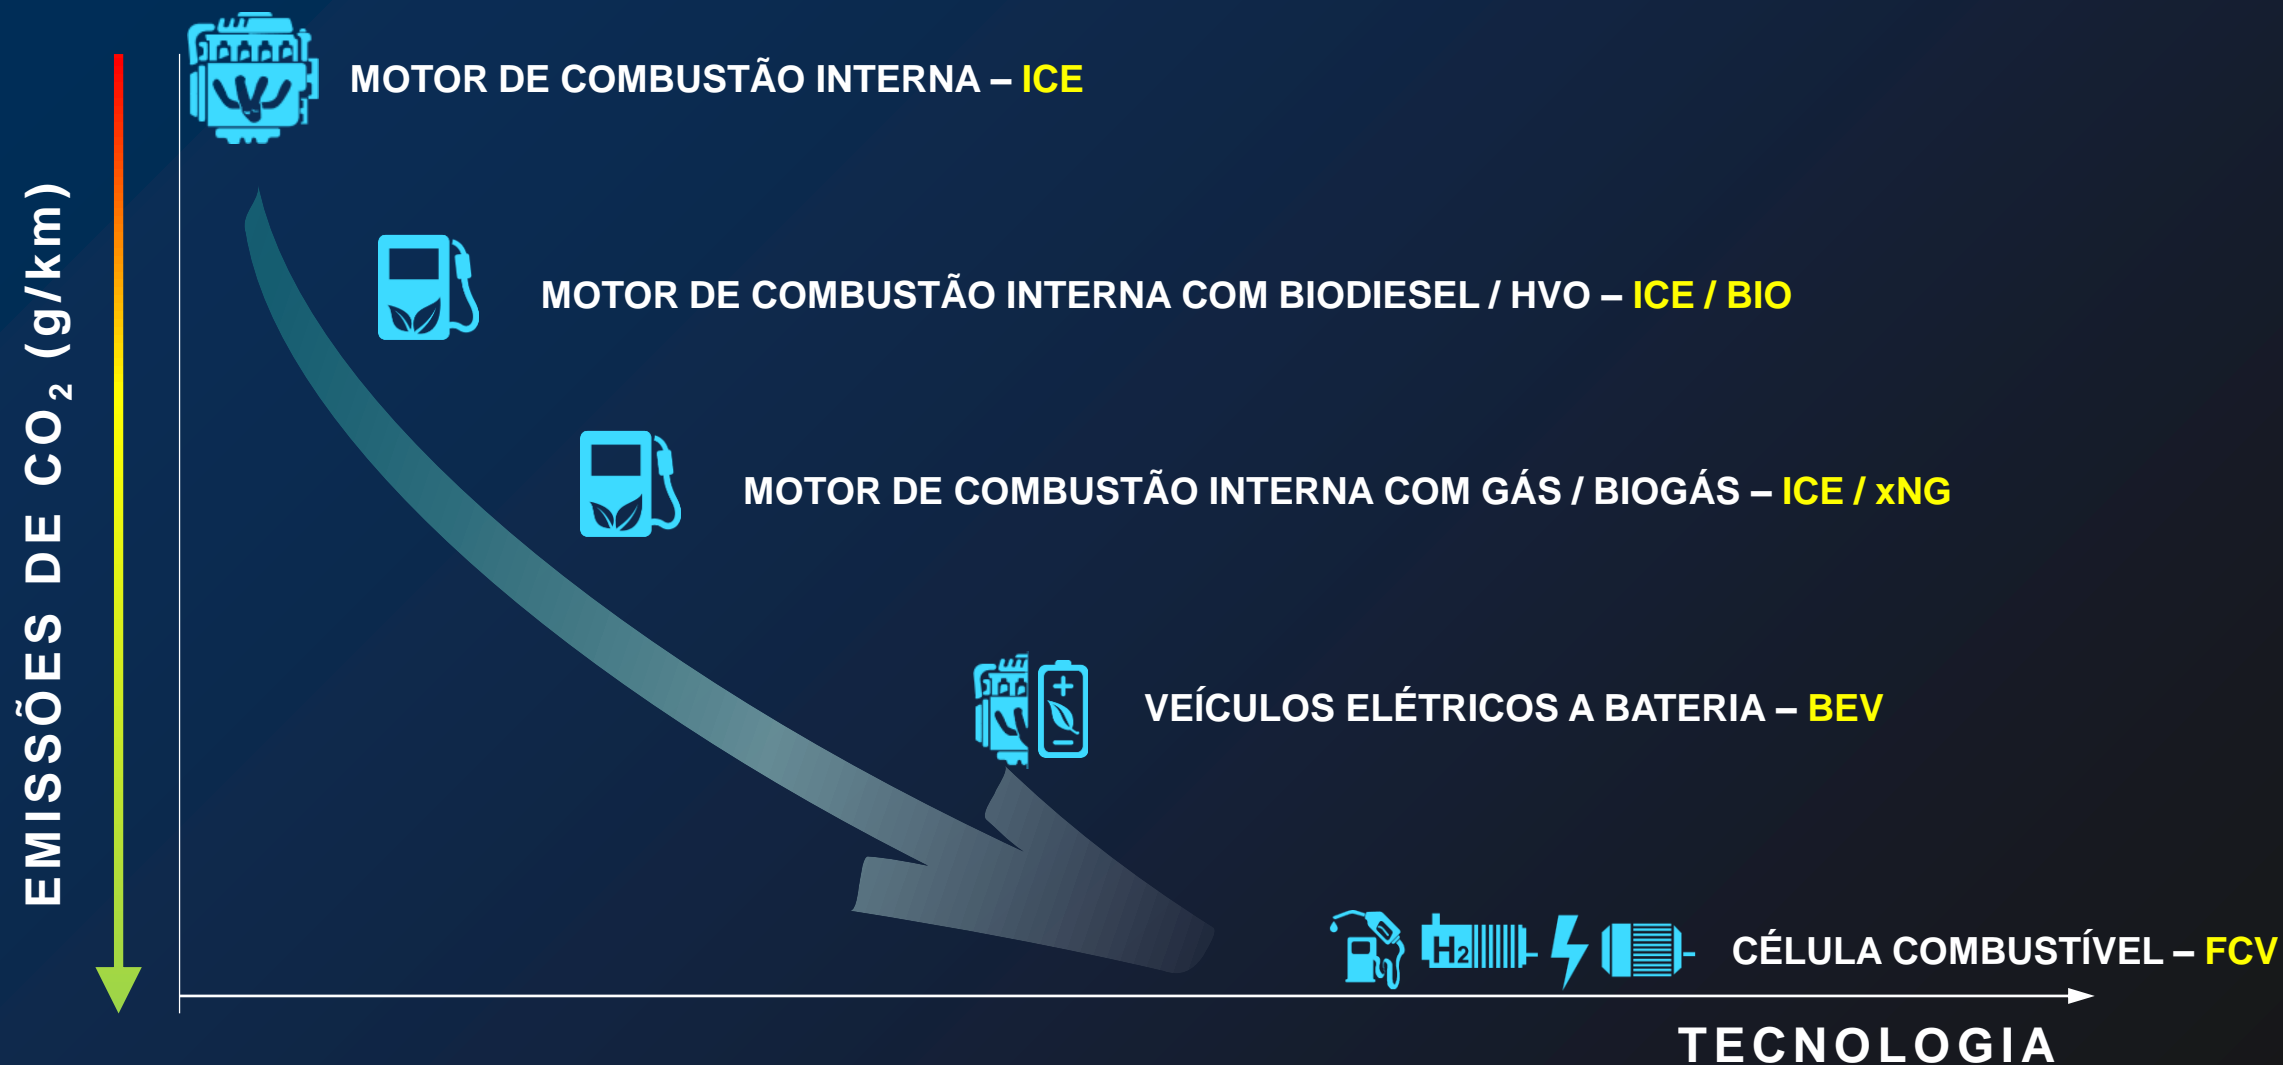 MOTOR DE COMBUSTÃO INTERNA – ICE
EMISSÕES DE CO₂ (g/km)
MOTOR DE COMBUSTÃO INTERNA COM BIODIESEL / HVO – ICE / BIO
MOTOR DE COMBUSTÃO INTERNA COM GÁS / BIOGÁS – ICE / xNG
VEÍCULOS ELÉTRICOS A BATERIA – BEV
H₂
CÉLULA COMBUSTÍVEL – FCV
TECNOLOGIA